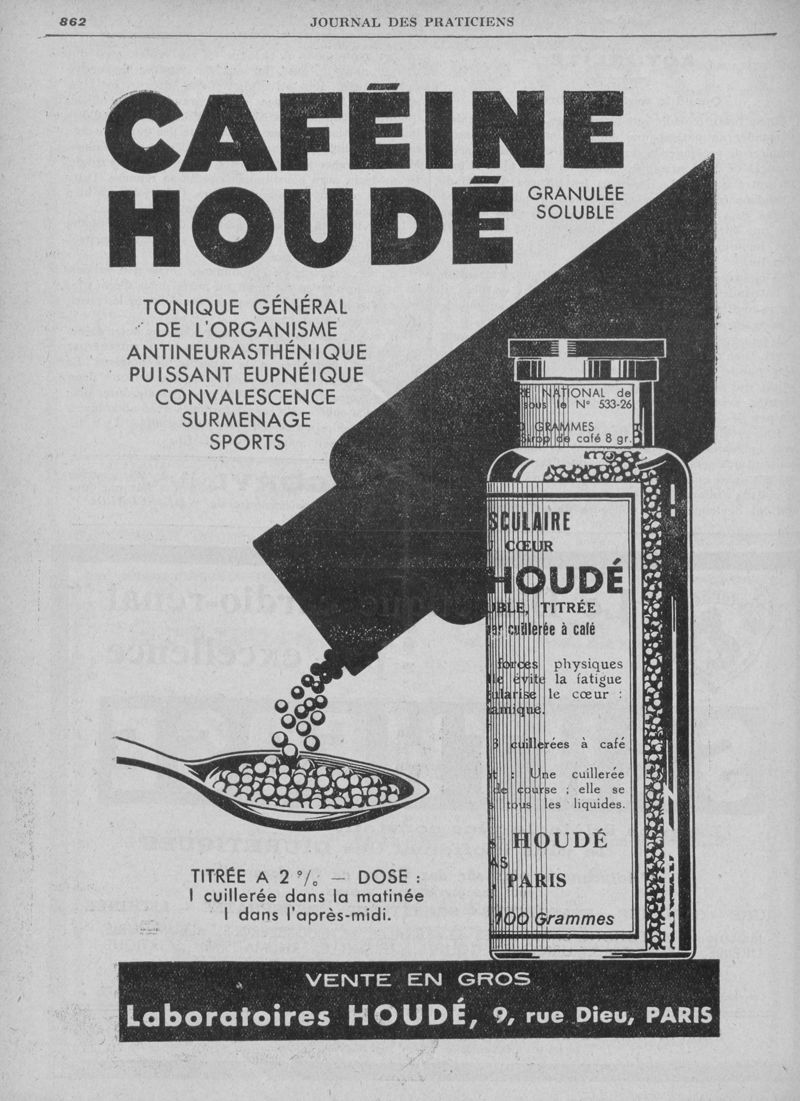 862
JOURNAL DES PRATICIENS
CAFÉINE
HOUDÉ
GRANULÉE
SOLUBLE
TONIQUE GÉNÉRAL
DE L'ORGANISME
ANTINEURASTHÉNIQUE
PUISSANT EUPNÉIQUE
CONVALESCENCE
SURMENAGE
SPORTS
RE NATIONAL de
sous le N° 533-26
GRAMMES
Sirop de café 8 gr.
SCULAIRE
CŒUR
HOUDÉ
UBLE, TITRÉE
par cuillerée à café
forces physiques
évite la fatigue
ularise le cœur :
amique.
3 cuillerées à café
: Une cuillerée
de course ; elle se
tous les liquides.
HOUDÉ
AS
, PARIS
100 Grammes
TITRÉE A 2 % — DOSE :
1 cuillerée dans la matinée
1 dans l'après-midi.
VENTE EN GROS
Laboratoires HOUDÉ, 9, rue Dieu, PARIS